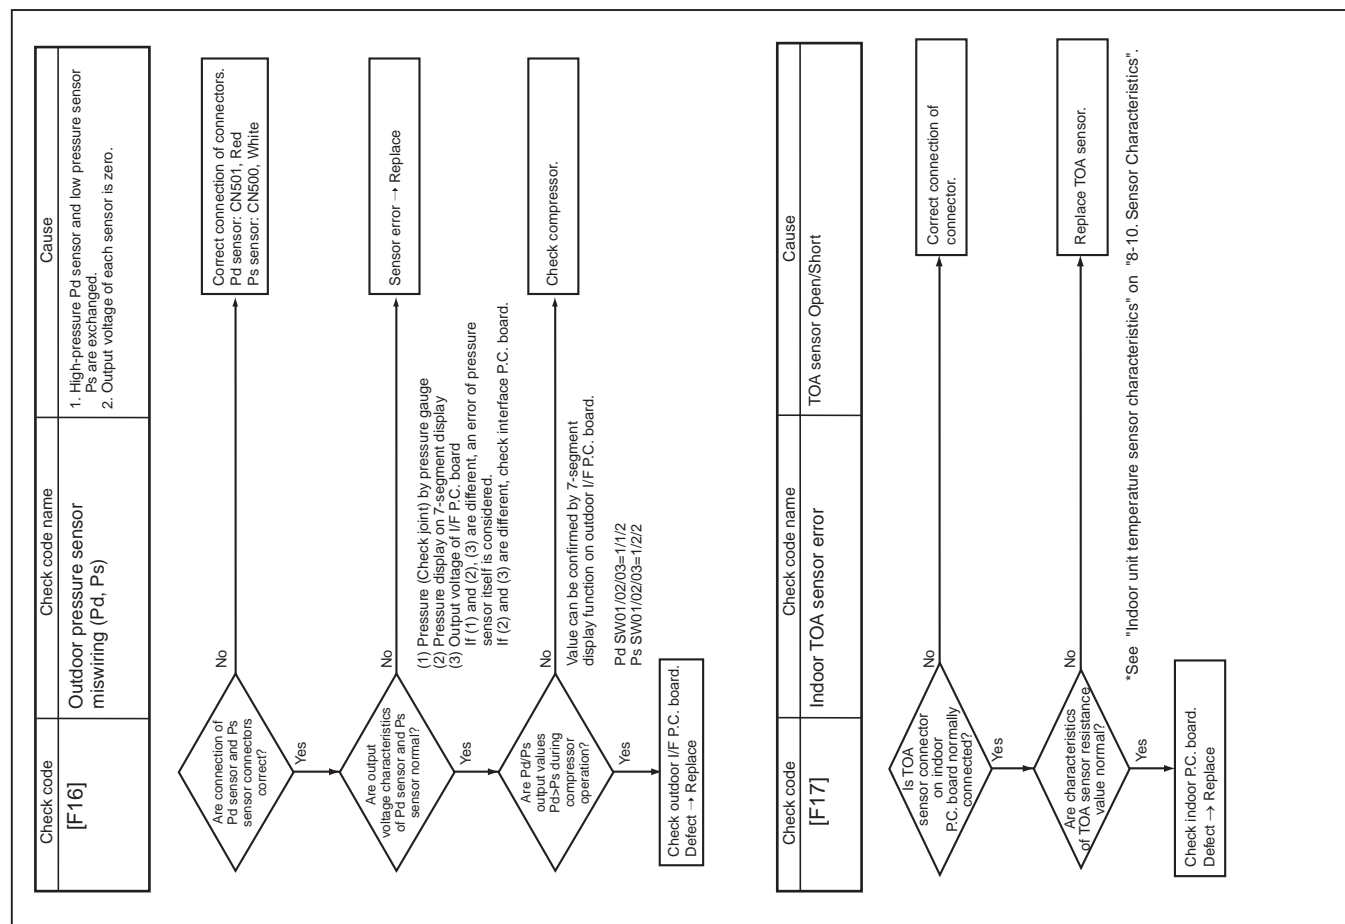 Check code
Check code name
Cause
[F16]
Outdoor pressure sensor
miswiring (Pd, Ps)
1. High-pressure Pd sensor and low pressure sensor
Ps are exchanged.
2. Output voltage of each sensor is zero.
Are connection of
Pd sensor and Ps
sensor connectors
correct?
No
Correct connection of connectors.
Pd sensor: CN501, Red
Ps sensor: CN500, White
Yes
Are output
voltage characteristics
of Pd sensor and Ps
sensor normal?
No
Sensor error → Replace
(1) Pressure (Check joint) by pressure gauge
(2) Pressure display on 7-segment display
(3) Output voltage of I/F P.C. board
If (1) and (2), (3) are different, an error of pressure
sensor itself is considered.
If (2) and (3) are different, check interface P.C. board.
Yes
Are Pd/Ps
output values
Pd>Ps during
compressor
operation?
No
Check compressor.
Value can be confirmed by 7-segment
display function on outdoor I/F P.C. board.
Pd SW01/02/03=1/1/2
Ps SW01/02/03=1/2/2
Yes
Check outdoor I/F P.C. board.
Defect → Replace
Check code
Check code name
Cause
[F17]
Indoor TOA sensor error
TOA sensor Open/Short
Is TOA
sensor connector
on indoor
P.C. board normally
connected?
No
Correct connection of
connector.
Yes
Are characteristics
of TOA sensor resistance
value normal?
No
Replace TOA sensor.
*See "Indoor unit temperature sensor characteristics" on "8-10. Sensor Characteristics".
Yes
Check indoor P.C. board.
Defect → Replace